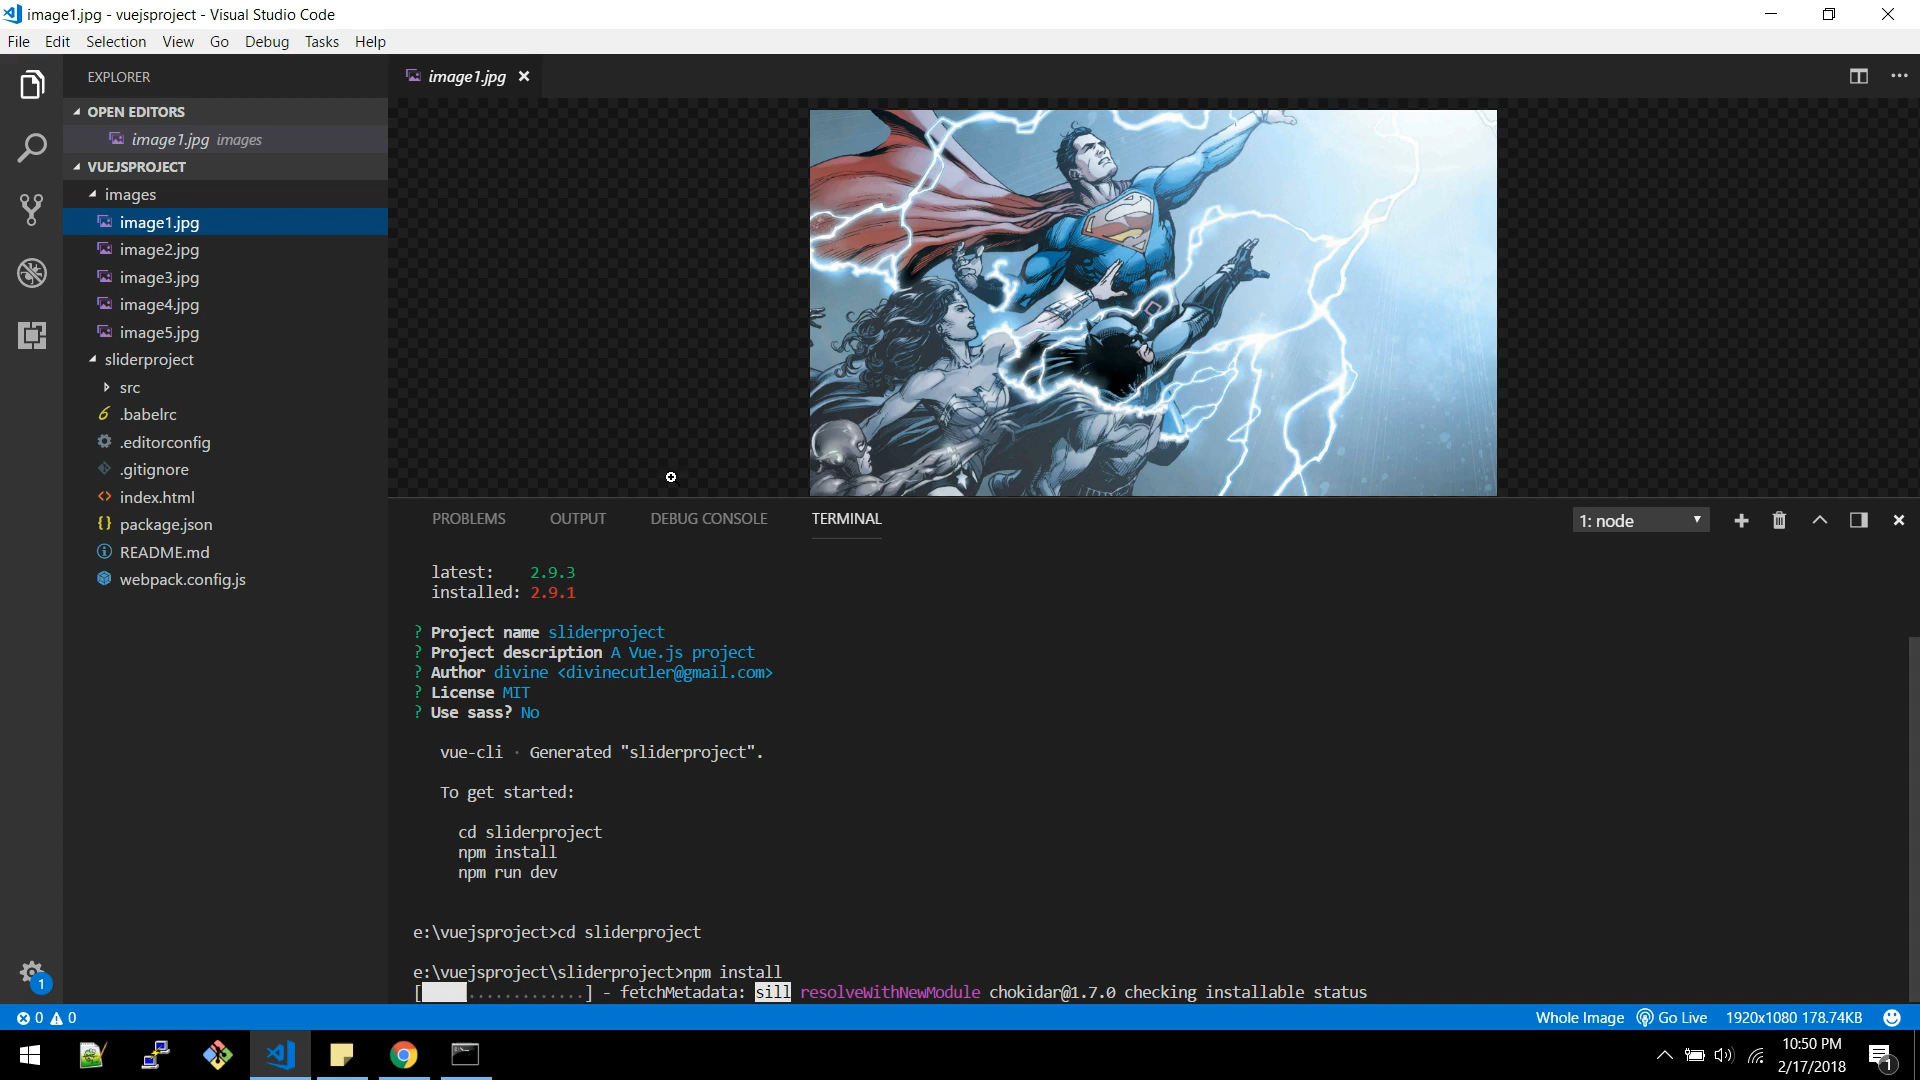 image1.jpg - vuejsproject - Visual Studio Code
File Edit Selection View Go Debug Tasks Help
EXPLORER
OPEN EDITORS
image1.jpg images
VUEJSPROJECT
images
image1.jpg
image2.jpg
image3.jpg
image4.jpg
image5.jpg
sliderproject
src
.babelrc
.editorconfig
.gitignore
index.html
package.json
README.md
webpack.config.js
1
image1.jpg
S
PROBLEMS OUTPUT DEBUG CONSOLE TERMINAL
1: node
latest: 2.9.3
installed: 2.9.1
? Project name sliderproject
? Project description A Vue.js project
? Author divine <divinecutler@gmail.com>
? License MIT
? Use sass? No
vue-cli · Generated "sliderproject".
To get started:
cd sliderproject
npm install
npm run dev
e:\vuejsproject>cd sliderproject
e:\vuejsproject\sliderproject>npm install
[ .............] - fetchMetadata: sill resolveWithNewModule chokidar@1.7.0 checking installable status
0 0
Whole Image Go Live 1920x1080 178.74KB
10:50 PM
2/17/2018
1